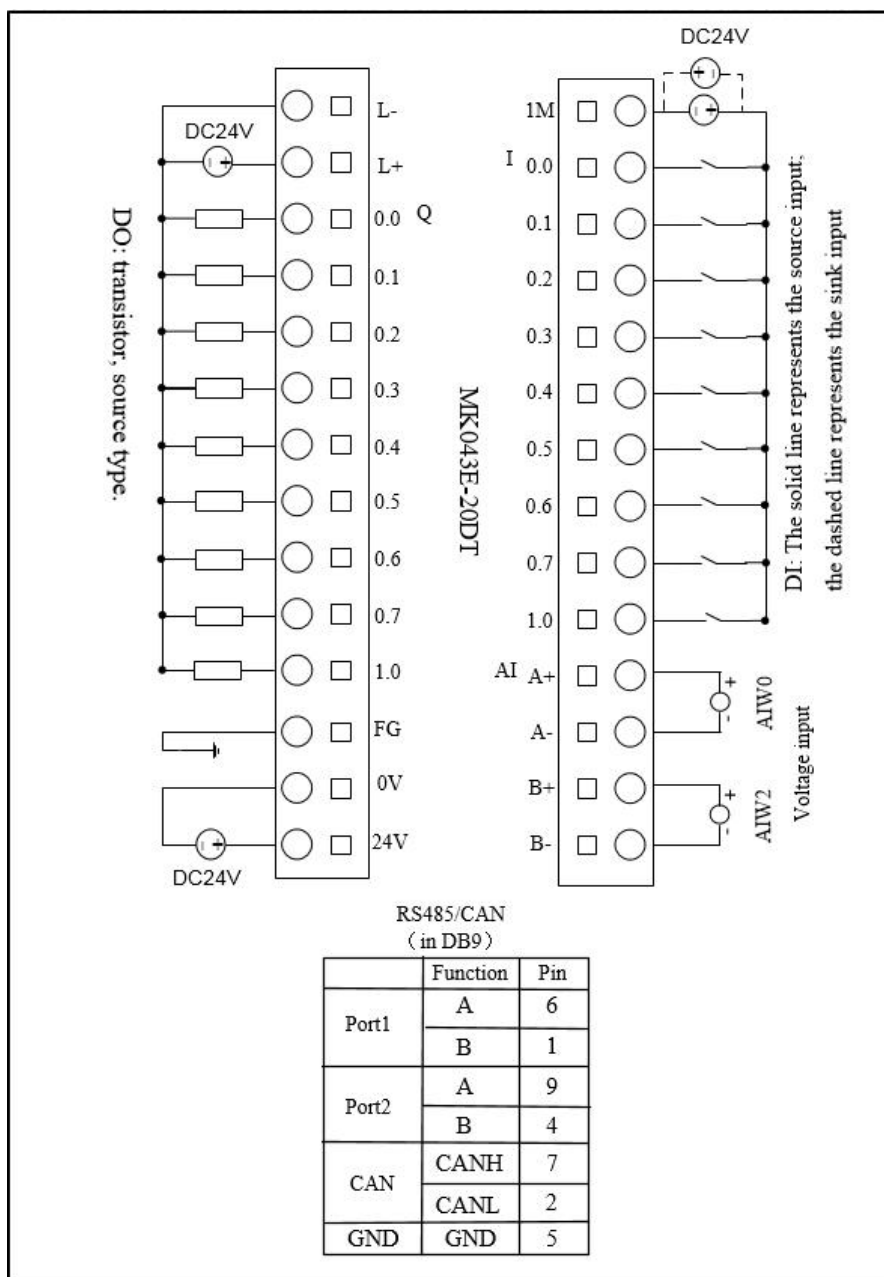 DC24V
L-
DC24V
L+
0.0 Q
0.1
0.2
0.3
0.4
0.5
0.6
0.7
1.0
FG
0V
24V
DC24V
DO: transistor, source type.
MK043E-20DT
1M
I 0.0
0.1
0.2
0.3
0.4
0.5
0.6
0.7
1.0
AI A+
A-
B+
B-
+
-
AIW0
+
-
AIW2
Voltage input
DI: The solid line represents the source input;
the dashed line represents the sink input
RS485/CAN
（in DB9）
Function Pin
Port1 A 6
B 1
Port2 A 9
B 4
CAN CANH 7
CANL 2
GND GND 5